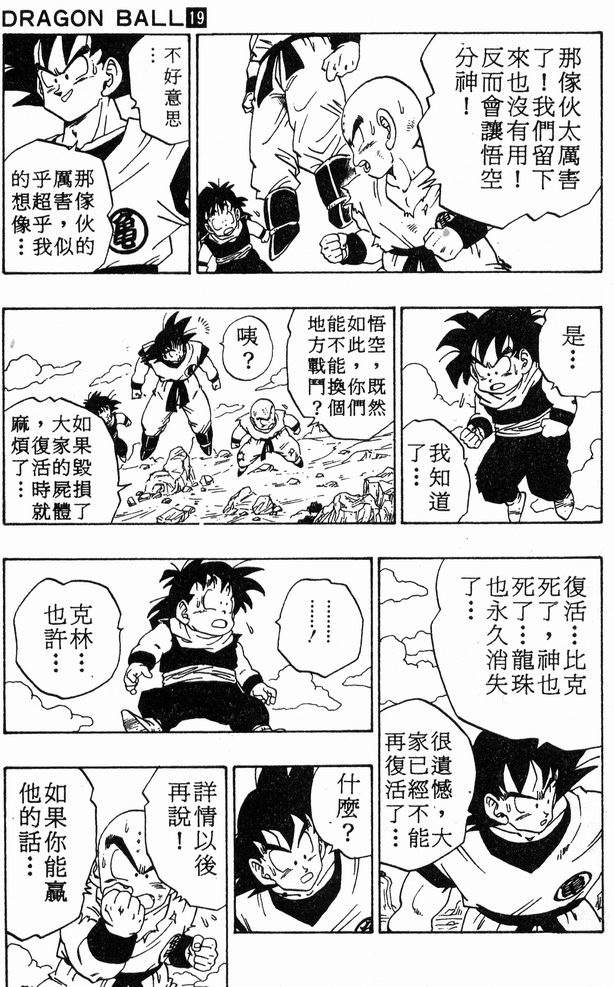 DRAGON BALL 19
那傢伙太厲害
了！我們留下
來也沒有用！
反而會讓悟空
分神！
不好意思
…
那傢伙的
厲害，似
乎超乎我
的想像…
龜
是…
我知道
了…
悟空，既然
如此，你們
能不能換個
地方戰鬥？
咦？
如果毀損了
大家的屍體
，復活時就
麻煩了…
復活…比克
死了，神也
死了…龍珠
也永久消失
了…
很遺憾，大
家已經不能
再復活了…
龜
……！
克林…
也許…
什麼？
詳情以後
再說！
如果你能贏
他的話…